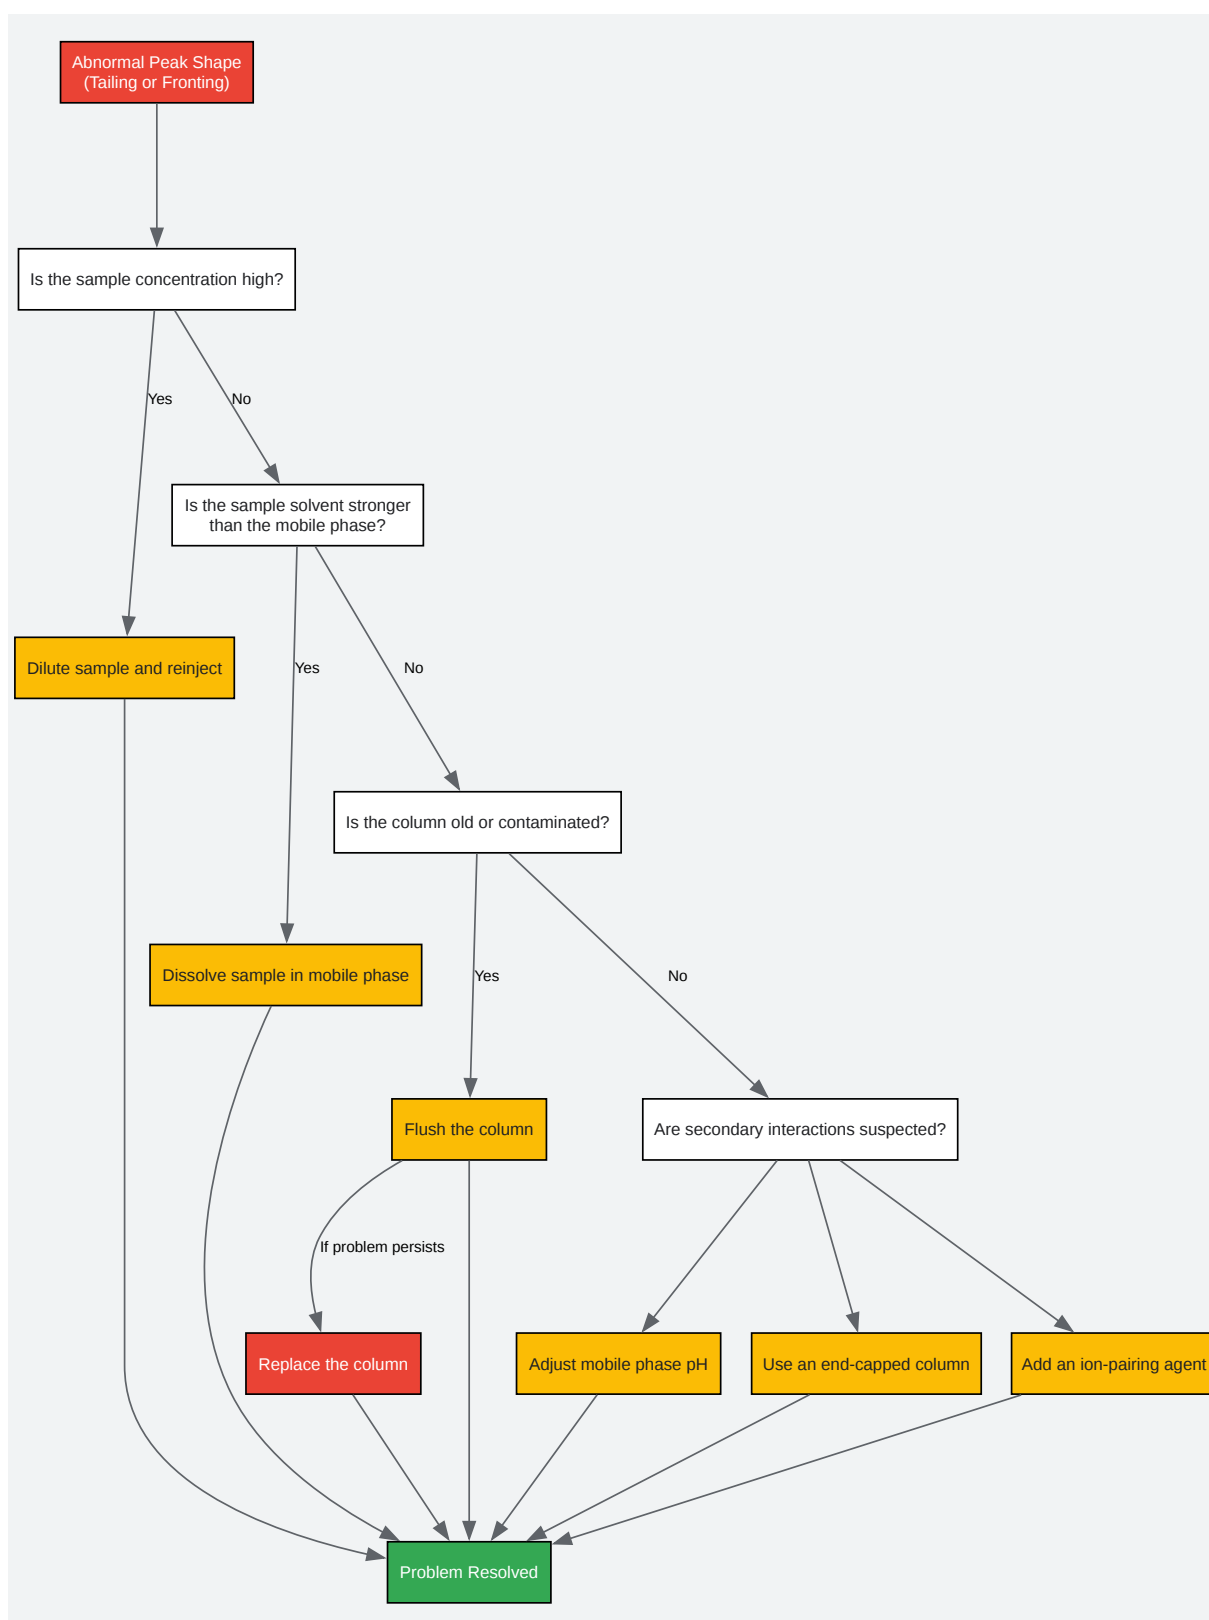 Abnormal Peak Shape
(Tailing or Fronting)
Is the sample concentration high?
Yes
No
Is the sample solvent stronger
than the mobile phase?
Dilute sample and reinject
Yes
No
Is the column old or contaminated?
Dissolve sample in mobile phase
Yes
No
Flush the column
Are secondary interactions suspected?
If problem persists
Replace the column
Adjust mobile phase pH
Use an end-capped column
Add an ion-pairing agent
Problem Resolved